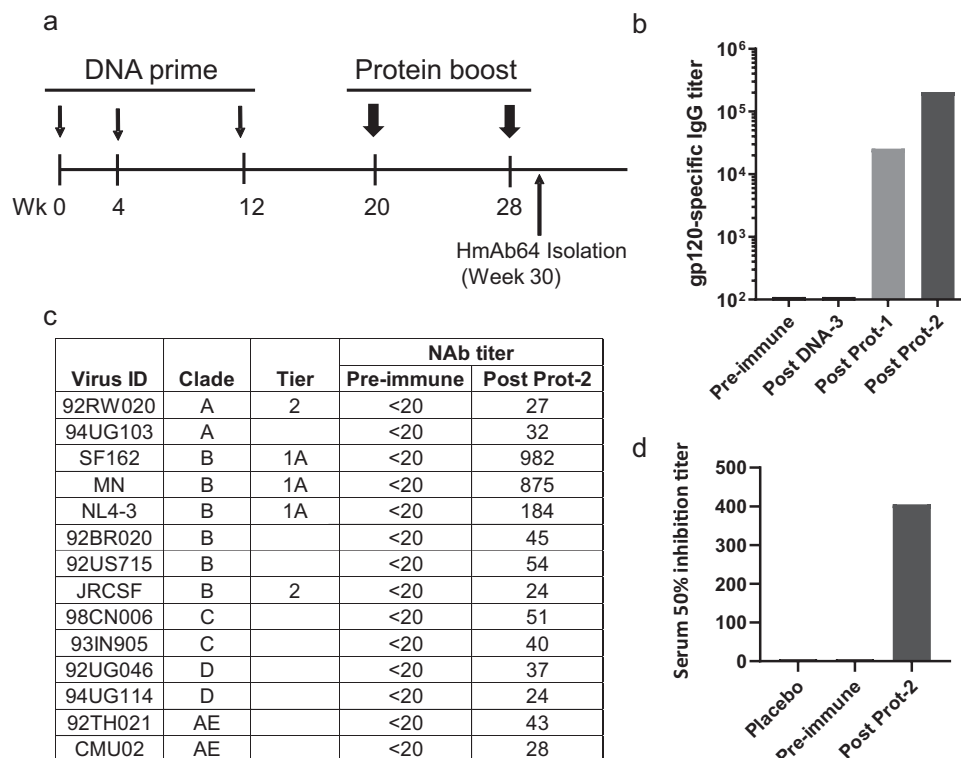 a
DNA prime
Protein boost
Wk 0
4
12
20
28
HmAb64 Isolation
(Week 30)
b
gp120-specific IgG titer
10⁶
10⁵
10⁴
10³
10²
Pre-immune
Post DNA-3
Post Prot-1
Post Prot-2
c
NAb titer
Virus ID Clade Tier Pre-immune Post Prot-2
92RW020 A 2 <20 27
94UG103 A <20 32
SF162 B 1A <20 982
MN B 1A <20 875
NL4-3 B 1A <20 184
92BR020 B <20 45
92US715 B <20 54
JRCSF B 2 <20 24
98CN006 C <20 51
93IN905 C <20 40
92UG046 D <20 37
94UG114 D <20 24
92TH021 AE <20 43
CMU02 AE <20 28
d
Serum 50% inhibition titer
500
400
300
200
100
0
Placebo
Pre-immune
Post Prot-2